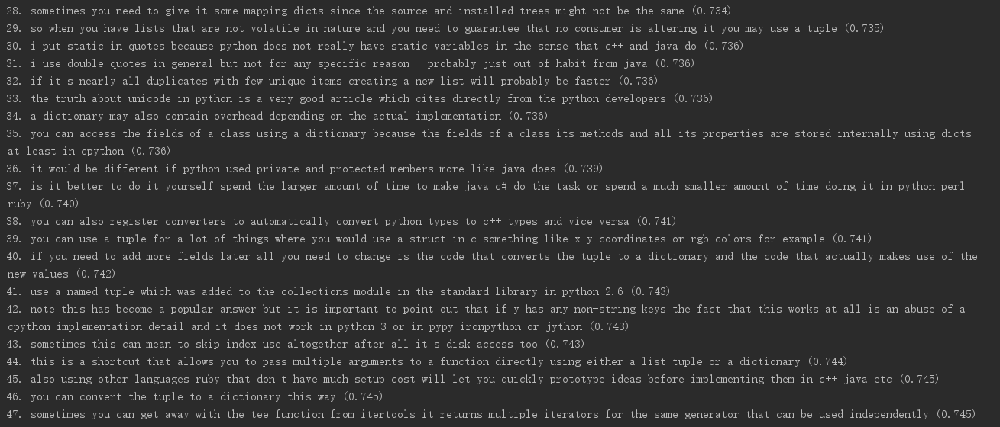 28. sometimes you need to give it some mapping dicts since the source and installed trees might not be the same (0.734)
29. so when you have lists that are not volatile in nature and you need to guarantee that no consumer is altering it you may use a tuple (0.735)
30. i put static in quotes because python does not really have static variables in the sense that c++ and java do (0.736)
31. i use double quotes in general but not for any specific reason - probably just out of habit from java (0.736)
32. if it s nearly all duplicates with few unique items creating a new list will probably be faster (0.736)
33. the truth about unicode in python is a very good article which cites directly from the python developers (0.736)
34. a dictionary may also contain overhead depending on the actual implementation (0.736)
35. you can access the fields of a class using a dictionary because the fields of a class its methods and all its properties are stored internally using dicts
at least in cpython (0.736)
36. it would be different if python used private and protected members more like java does (0.739)
37. is it better to do it yourself spend the larger amount of time to make java c# do the task or spend a much smaller amount of time doing it in python perl
ruby (0.740)
38. you can also register converters to automatically convert python types to c++ types and vice versa (0.741)
39. you can use a tuple for a lot of things where you would use a struct in c something like x y coordinates or rgb colors for example (0.741)
40. if you need to add more fields later all you need to change is the code that converts the tuple to a dictionary and the code that actually makes use of the
new values (0.742)
41. use a named tuple which was added to the collections module in the standard library in python 2.6 (0.743)
42. note this has become a popular answer but it is important to point out that if y has any non-string keys the fact that this works at all is an abuse of a
cpython implementation detail and it does not work in python 3 or in pypy ironpython or jython (0.743)
43. sometimes this can mean to skip index use altogether after all it s disk access too (0.743)
44. this is a shortcut that allows you to pass multiple arguments to a function directly using either a list tuple or a dictionary (0.744)
45. also using other languages ruby that don t have much setup cost will let you quickly prototype ideas before implementing them in c++ java etc (0.745)
46. you can convert the tuple to a dictionary this way (0.745)
47. sometimes you can get away with the tee function from itertools it returns multiple iterators for the same generator that can be used independently (0.745)